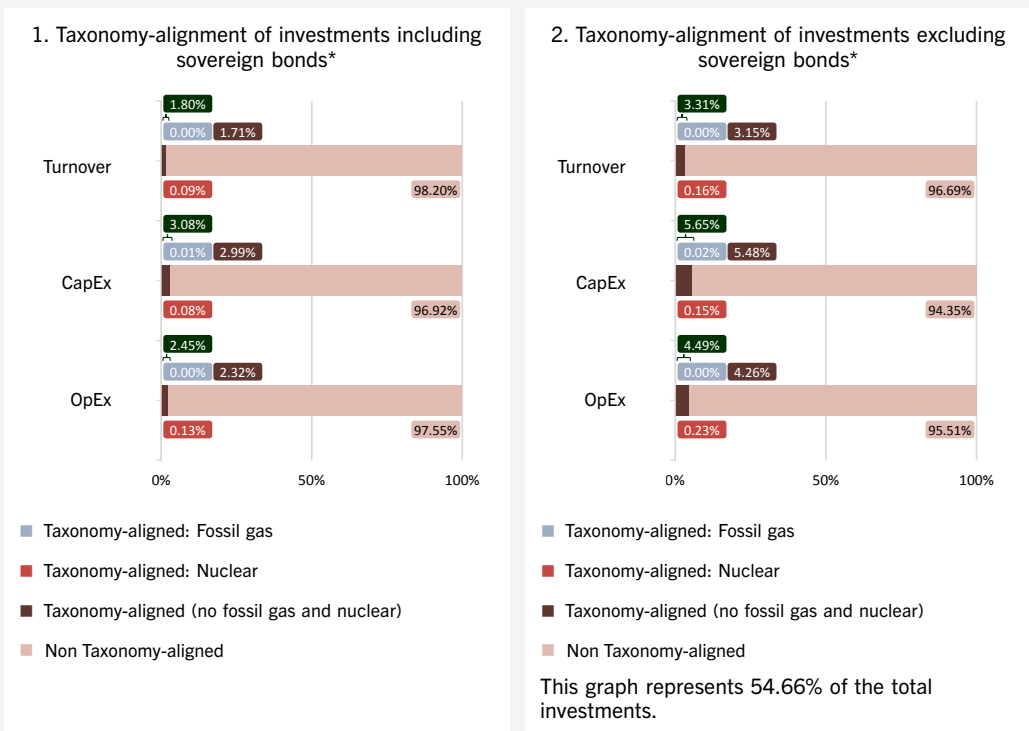 1. Taxonomy-alignment of investments including
sovereign bonds*
1.80%
0.00% 1.71%
Turnover
0.09% 98.20%
3.08%
0.01% 2.99%
CapEx
0.08% 96.92%
2.45%
0.00% 2.32%
OpEx
0.13% 97.55%
0% 50% 100%
Taxonomy-aligned: Fossil gas
Taxonomy-aligned: Nuclear
Taxonomy-aligned (no fossil gas and nuclear)
Non Taxonomy-aligned
2. Taxonomy-alignment of investments excluding
sovereign bonds*
3.31%
0.00% 3.15%
Turnover
0.16% 96.69%
5.65%
0.02% 5.48%
CapEx
0.15% 94.35%
4.49%
0.00% 4.26%
OpEx
0.23% 95.51%
0% 50% 100%
Taxonomy-aligned: Fossil gas
Taxonomy-aligned: Nuclear
Taxonomy-aligned (no fossil gas and nuclear)
Non Taxonomy-aligned
This graph represents 54.66% of the total
investments.